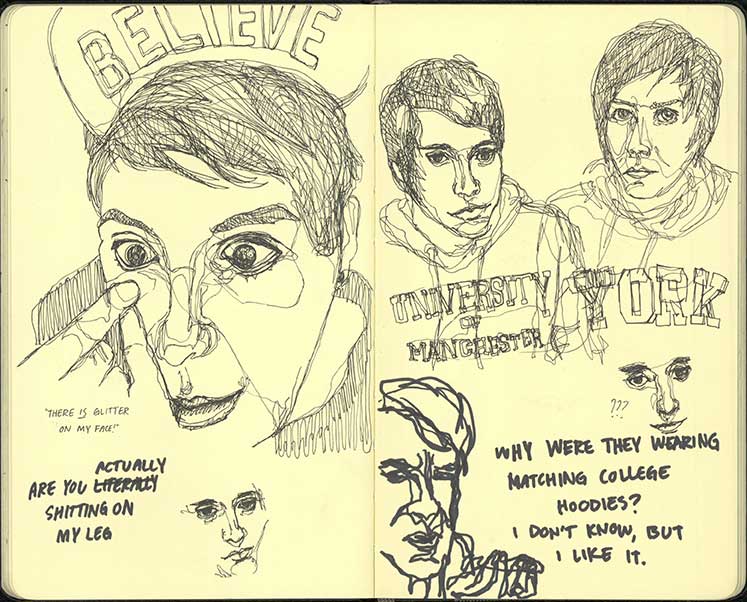 BELIEVE
"THERE IS GLITTER
ON MY FACE!"
ACTUALLY
ARE YOU LITERALLY
SHITTING ON
MY LEG
UNIVERSITY
OF
MANCHESTER
YORK
???
WHY WERE THEY WEARING
MATCHING COLLEGE
HOODIES?
I DON'T KNOW, BUT
I LIKE IT.